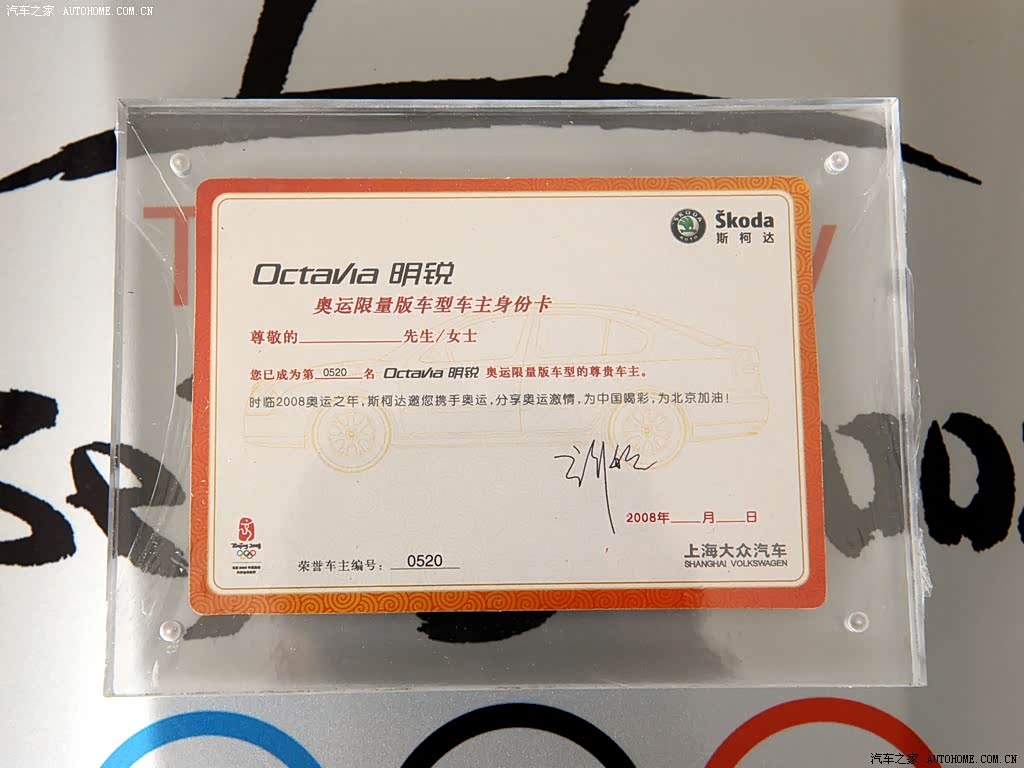 汽车之家 AUTOHOME.COM.CN
ŠKODA
AUTO
Škoda
斯柯达
Octavia 明锐
奥运限量版车型车主身份卡
尊敬的 先生/女士
您已成为第 0520 名 Octavia 明锐 奥运限量版车型的尊贵车主。
时临2008奥运之年,斯柯达邀您携手奥运,分享奥运激情,为中国喝彩,为北京加油!
2008年 月 日
Beijing 2008
荣誉车主编号: 0520
上海大众汽车
SHANGHAI VOLKSWAGEN
汽车之家 AUTOHOME.COM.CN